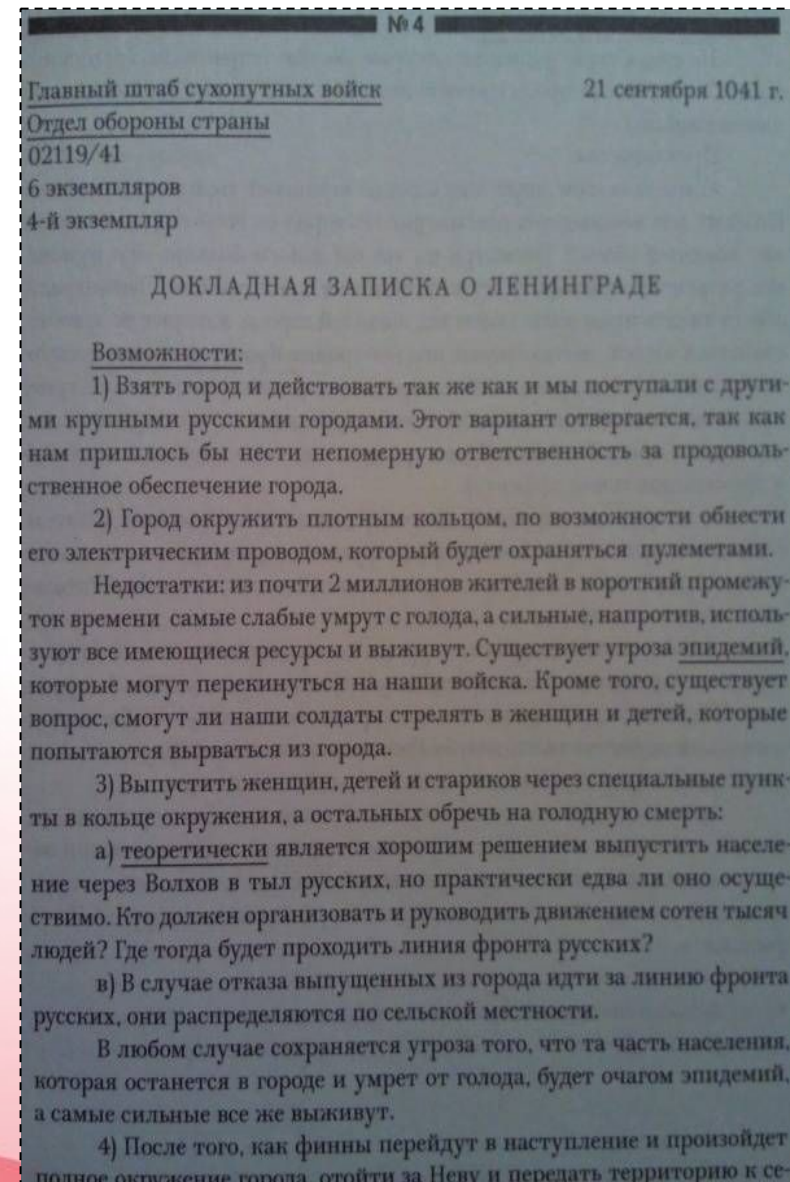 № 4
Главный штаб сухопутных войск 21 сентября 1041 г.
Отдел обороны страны
02119/41
6 экземпляров
4-й экземпляр
ДОКЛАДНАЯ ЗАПИСКА О ЛЕНИНГРАДЕ
Возможности:
1) Взять город и действовать так же как и мы поступали с други-
ми крупными русскими городами. Этот вариант отвергается, так как
нам пришлось бы нести непомерную ответственность за продоволь-
ственное обеспечение города.
2) Город окружить плотным кольцом, по возможности обнести
его электрическим проводом, который будет охраняться пулеметами.
Недостатки: из почти 2 миллионов жителей в короткий промежу-
ток времени самые слабые умрут с голода, а сильные, напротив, исполь-
зуют все имеющиеся ресурсы и выживут. Существует угроза эпидемий,
которые могут перекинуться на наши войска. Кроме того, существует
вопрос, смогут ли наши солдаты стрелять в женщин и детей, которые
попытаются вырваться из города.
3) Выпустить женщин, детей и стариков через специальные пунк-
ты в кольце окружения, а остальных обречь на голодную смерть:
а) теоретически является хорошим решением выпустить населе-
ние через Волхов в тыл русских, но практически едва ли оно осуще-
ствимо. Кто должен организовать и руководить движением сотен тысяч
людей? Где тогда будет проходить линия фронта русских?
в) В случае отказа выпущенных из города идти за линию фронта
русских, они распределяются по сельской местности.
В любом случае сохраняется угроза того, что та часть населения,
которая останется в городе и умрет от голода, будет очагом эпидемий,
а самые сильные все же выживут.
4) После того, как финны перейдут в наступление и произойдет
полное окружение города, отойти за Неву и передать территорию к се-